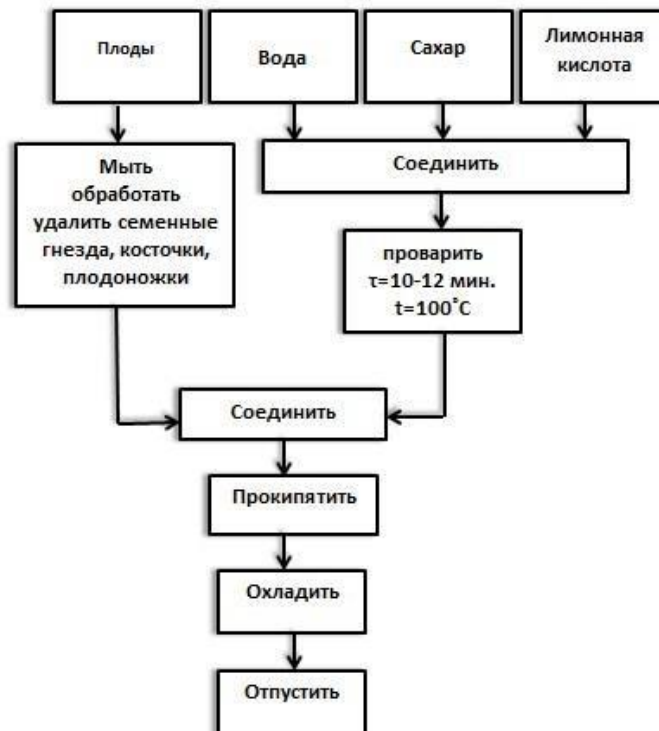 Плоды
Вода
Сахар
Лимонная
кислота
Мыть
обработать
удалить семенные
гнезда, косточки,
плодоножки
Соединить
проварить
τ=10-12 мин.
t=100˚С
Соединить
Прокипятить
Охладить
Отпустить